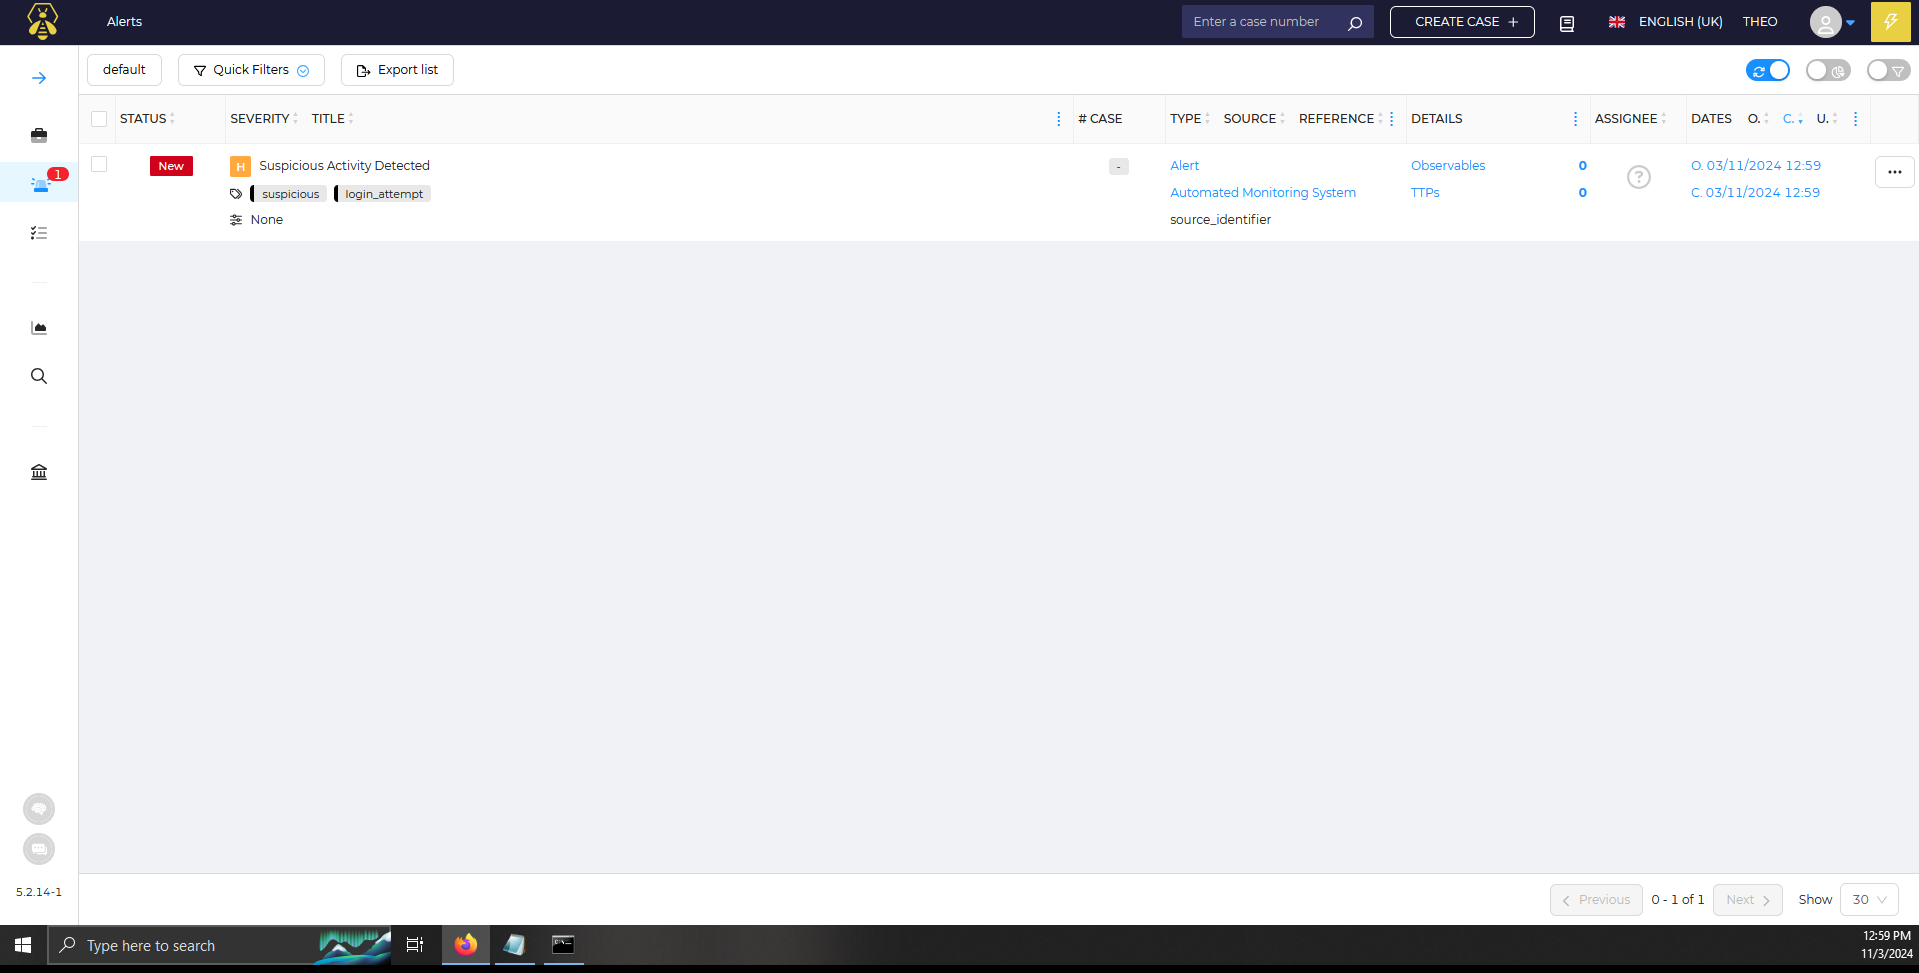 Alerts
Enter a case number
CREATE CASE +
ENGLISH (UK)
THEO
default
Quick Filters
Export list
STATUS
SEVERITY
TITLE
# CASE
TYPE
SOURCE
REFERENCE
DETAILS
ASSIGNEE
DATES
O.
C.
U.
1
New
H
Suspicious Activity Detected
-
Alert
Observables 0
?
O. 03/11/2024 12:59
suspicious
login_attempt
Automated Monitoring System
TTPs 0
C. 03/11/2024 12:59
None
source_identifier
5.2.14-1
Previous
0 - 1 of 1
Next
Show
30
Type here to search
12:59 PM
11/3/2024